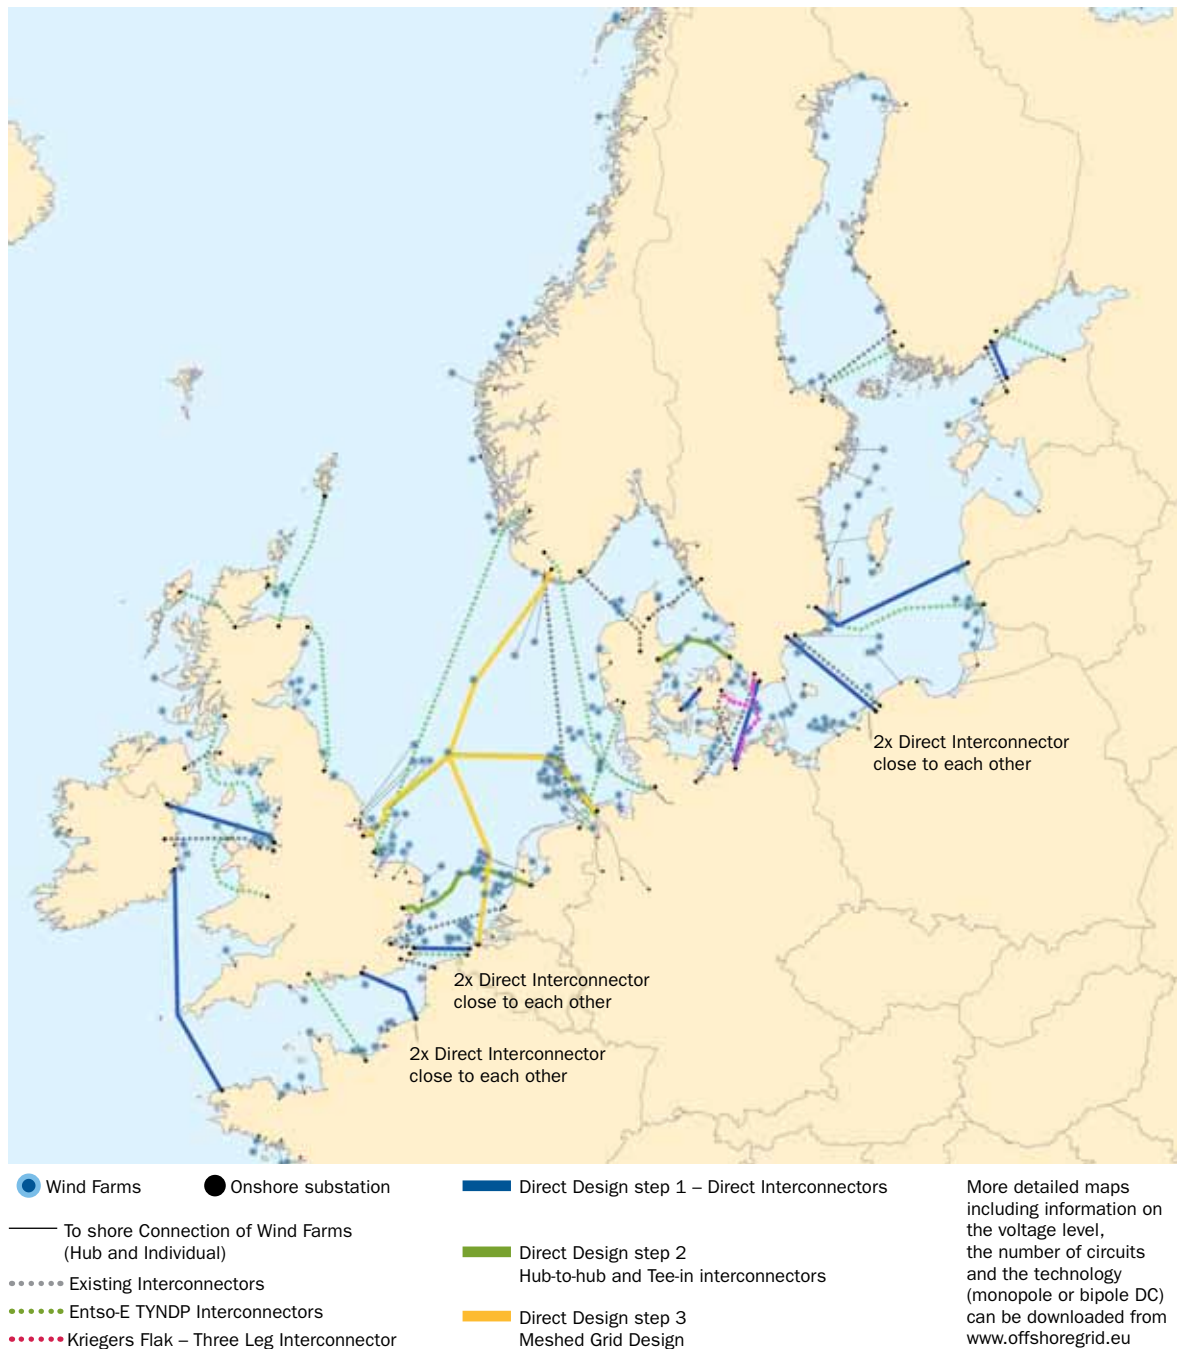 2x Direct Interconnector
close to each other
2x Direct Interconnector
close to each other
2x Direct Interconnector
close to each other
Wind Farms
Onshore substation
To shore Connection of Wind Farms
(Hub and Individual)
Existing Interconnectors
Entso-E TYNDP Interconnectors
Kriegers Flak – Three Leg Interconnector
Direct Design step 1 – Direct Interconnectors
Direct Design step 2
Hub-to-hub and Tee-in interconnectors
Direct Design step 3
Meshed Grid Design
More detailed maps
including information on
the voltage level,
the number of circuits
and the technology
(monopole or bipole DC)
can be downloaded from
www.offshoregrid.eu